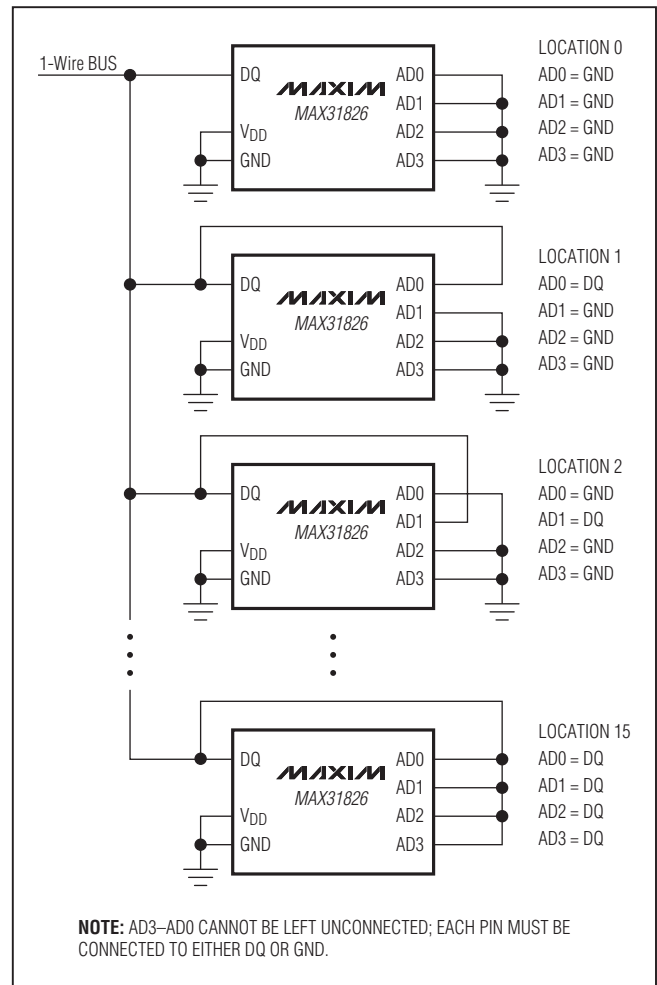 1-Wire BUS
DQ
VDD
GND
MAXIM
MAX31826
AD0
AD1
AD2
AD3
LOCATION 0
AD0 = GND
AD1 = GND
AD2 = GND
AD3 = GND
DQ
VDD
GND
MAXIM
MAX31826
AD0
AD1
AD2
AD3
LOCATION 1
AD0 = DQ
AD1 = GND
AD2 = GND
AD3 = GND
DQ
VDD
GND
MAXIM
MAX31826
AD0
AD1
AD2
AD3
LOCATION 2
AD0 = GND
AD1 = DQ
AD2 = GND
AD3 = GND
DQ
VDD
GND
MAXIM
MAX31826
AD0
AD1
AD2
AD3
LOCATION 15
AD0 = DQ
AD1 = DQ
AD2 = DQ
AD3 = DQ
NOTE: AD3–AD0 CANNOT BE LEFT UNCONNECTED; EACH PIN MUST BE
CONNECTED TO EITHER DQ OR GND.